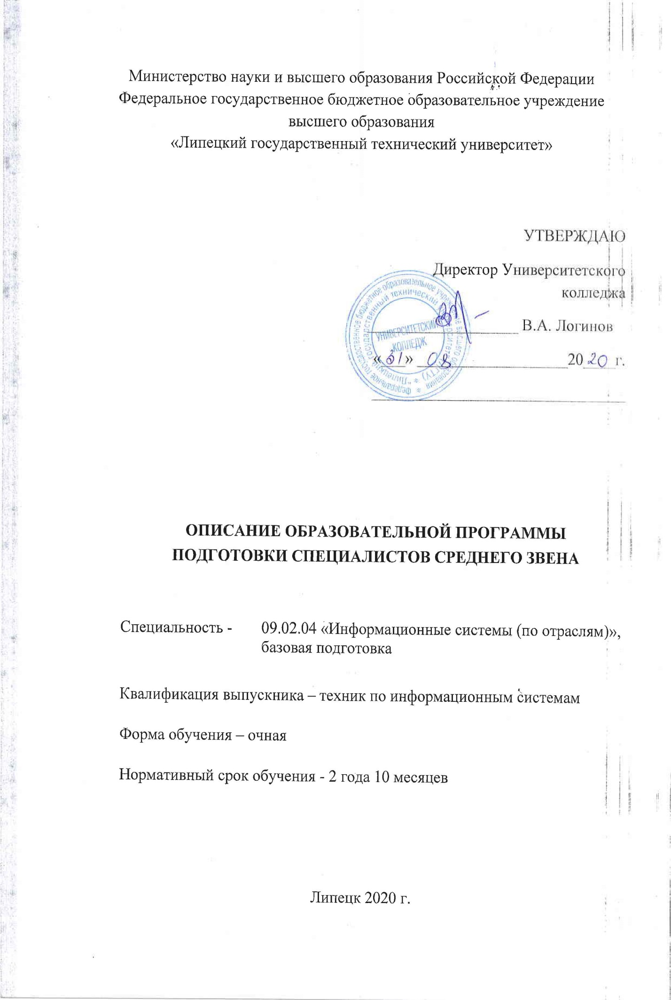 Министерство науки и высшего образования Российской Федерации
Федеральное государственное бюджетное образовательное учреждение
высшего образования
«Липецкий государственный технический университет»
УТВЕРЖДАЮ
Директор Университетского
колледжа
В.А. Логинов
«31» 08 2020 г.
Федеральное государственное бюджетное образовательное учреждение высшего образования *
"Липецкий государственный технический университет" (ЛГТУ) *
УНИВЕРСИТЕТСКИЙ
КОЛЛЕДЖ
ОПИСАНИЕ ОБРАЗОВАТЕЛЬНОЙ ПРОГРАММЫ
ПОДГОТОВКИ СПЕЦИАЛИСТОВ СРЕДНЕГО ЗВЕНА
Специальность - 09.02.04 «Информационные системы (по отраслям)»,
базовая подготовка
Квалификация выпускника – техник по информационным системам
Форма обучения – очная
Нормативный срок обучения - 2 года 10 месяцев
Липецк 2020 г.